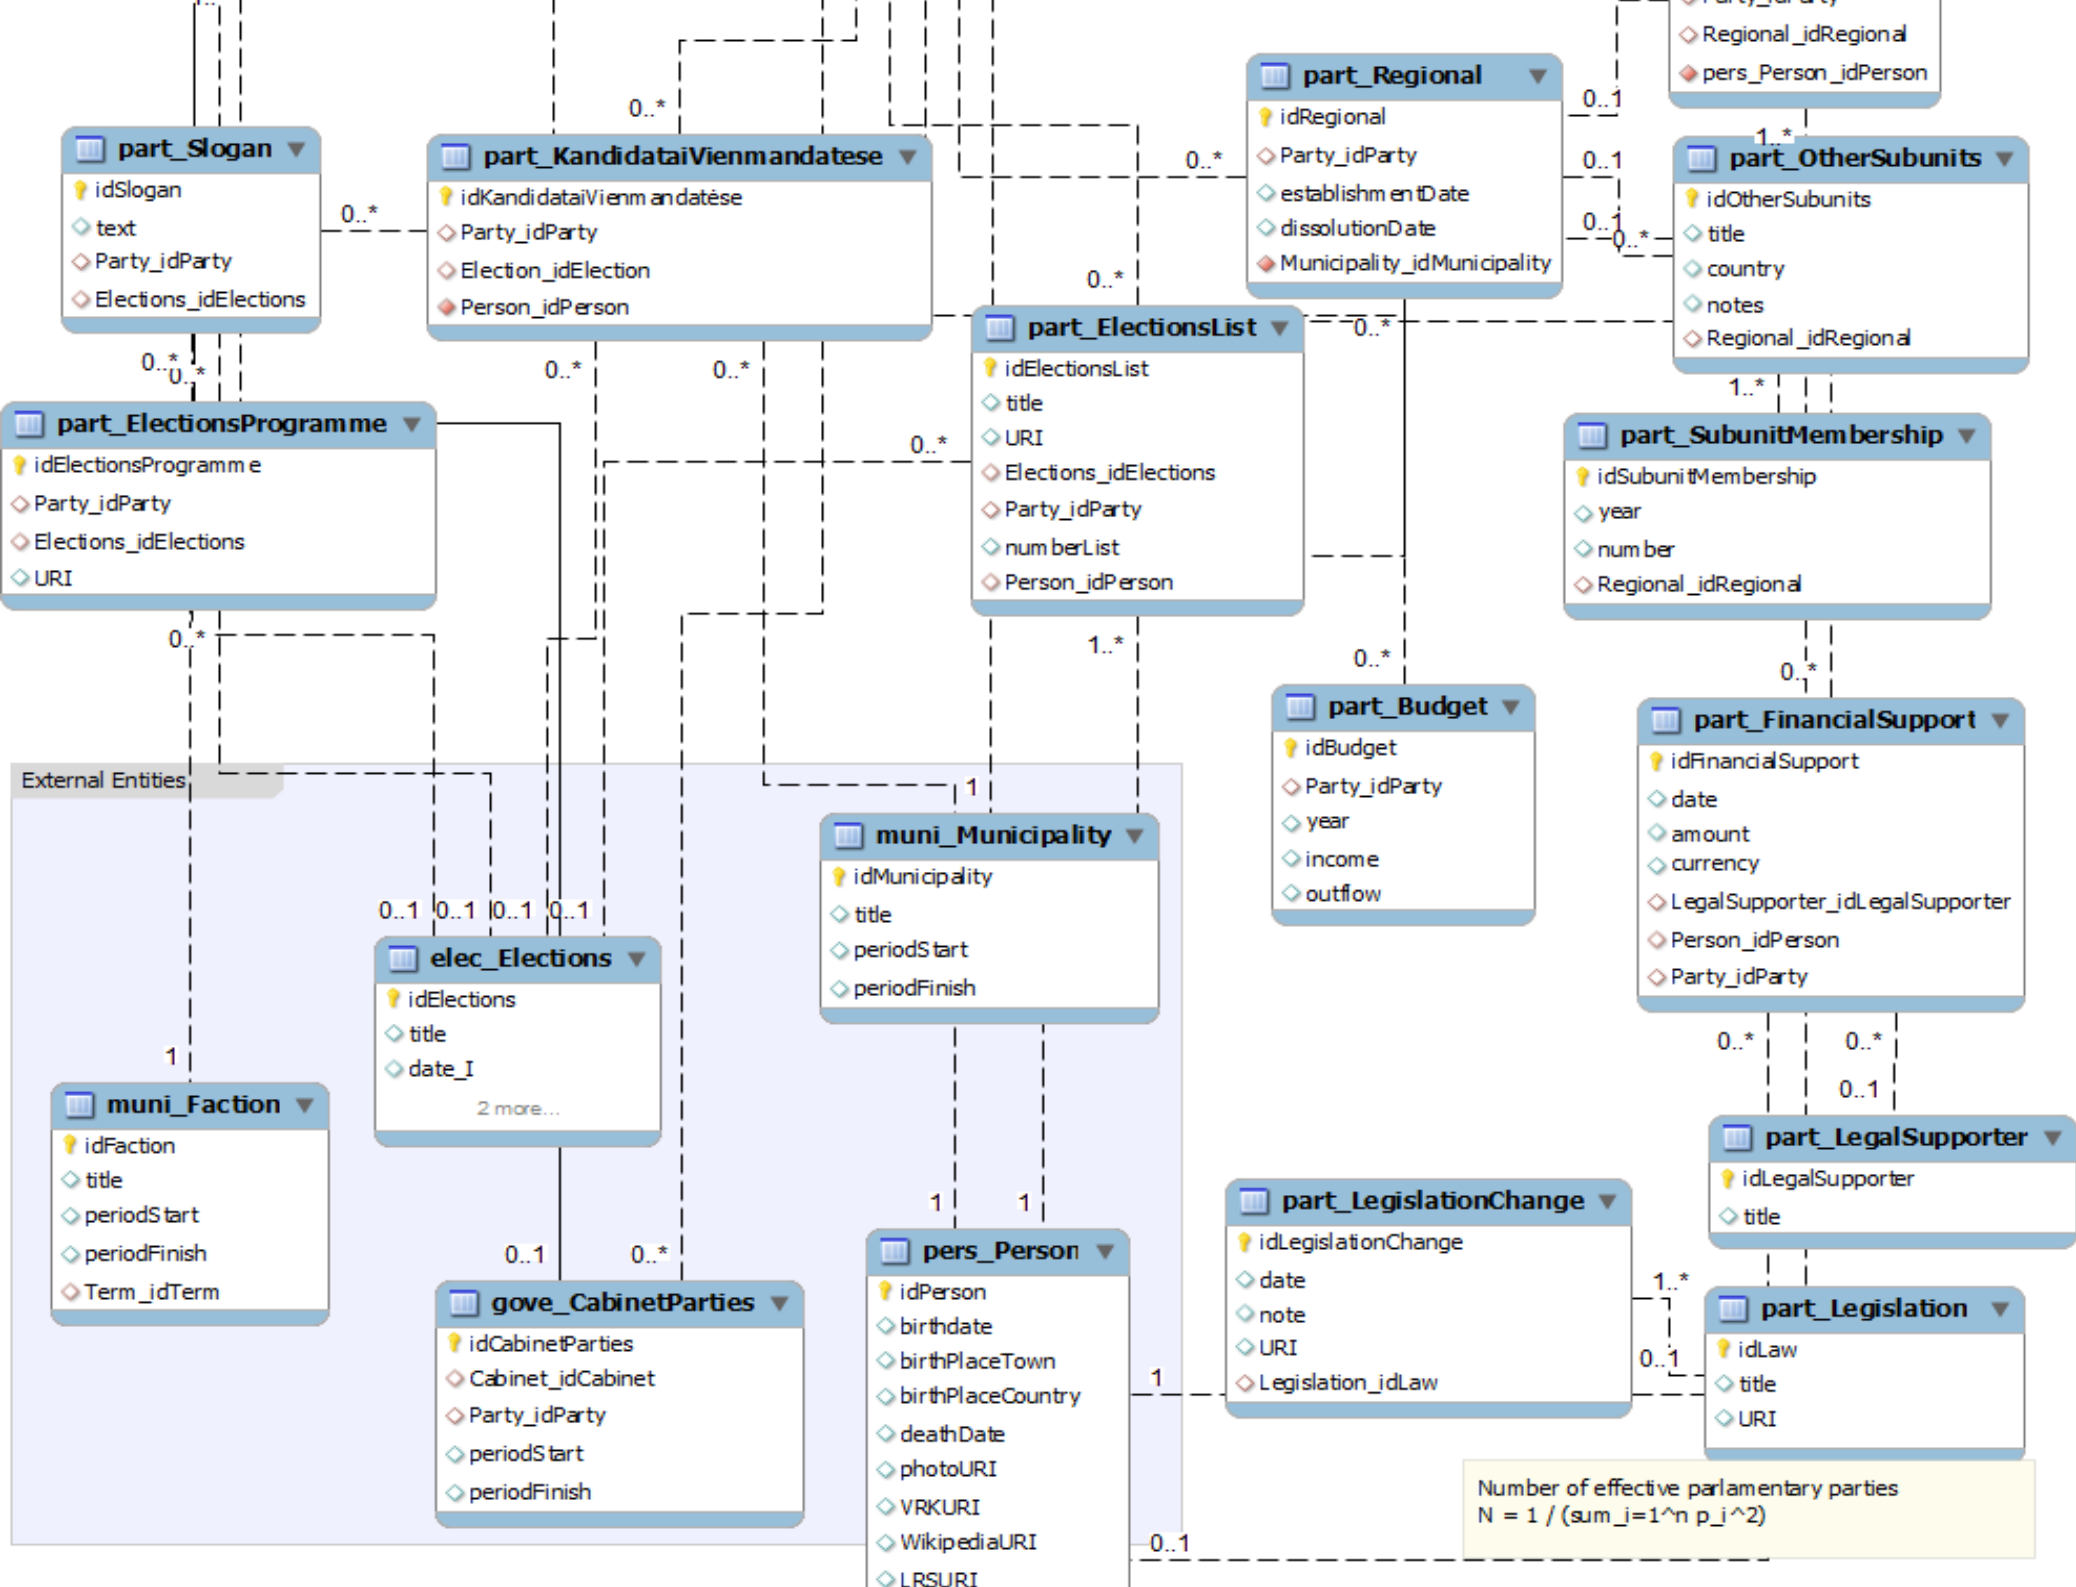 Party_idParty
Regional_idRegional
pers_Person_idPerson
1..*
0..*
part_Regional
idRegional
Party_idParty
establishmentDate
dissolutionDate
Municipality_idMunicipality
0..1
0..*
0..1
0..1
0..*
part_OtherSubunits
idOtherSubunits
title
country
notes
Regional_idRegional
1..*
part_Slogan
idSlogan
text
Party_idParty
Elections_idElections
0..*
part_KandidataiVienmandatese
idKandidataiVienmandatėse
Party_idParty
Election_idElection
Person_idPerson
0..*
0..*
0..*
0..*
0..*
0..*
part_ElectionsList
idElectionsList
title
URI
Elections_idElections
Party_idParty
numberList
Person_idPerson
0..*
1..*
part_ElectionsProgramme
idElectionsProgramme
Party_idParty
Elections_idElections
URI
0..*
part_SubunitMembership
idSubunitMembership
year
number
Regional_idRegional
0..*
0..*
part_Budget
idBudget
Party_idParty
year
income
outflow
part_FinancialSupport
idFinancialSupport
date
amount
currency
LegalSupporter_idLegalSupporter
Person_idPerson
Party_idParty
0..*
0..*
0..1
External Entities
1
muni_Municipality
idMunicipality
title
periodStart
periodFinish
0..1
0..1
0..1
0..1
elec_Elections
idElections
title
date_I
2 more...
1
muni_Faction
idFaction
title
periodStart
periodFinish
Term_idTerm
0..1
0..*
gove_CabinetParties
idCabinetParties
Cabinet_idCabinet
Party_idParty
periodStart
periodFinish
1
1
pers_Person
idPerson
birthdate
birthPlaceTown
birthPlaceCountry
deathDate
photoURI
VRKURI
WikipediaURI
LRSURI
1
0..1
part_LegislationChange
idLegislationChange
date
note
URI
Legislation_idLaw
1..*
0..1
part_LegalSupporter
idLegalSupporter
title
part_Legislation
idLaw
title
URI
Number of effective parlamentary parties
N = 1 / (sum_i=1^n p_i^2)